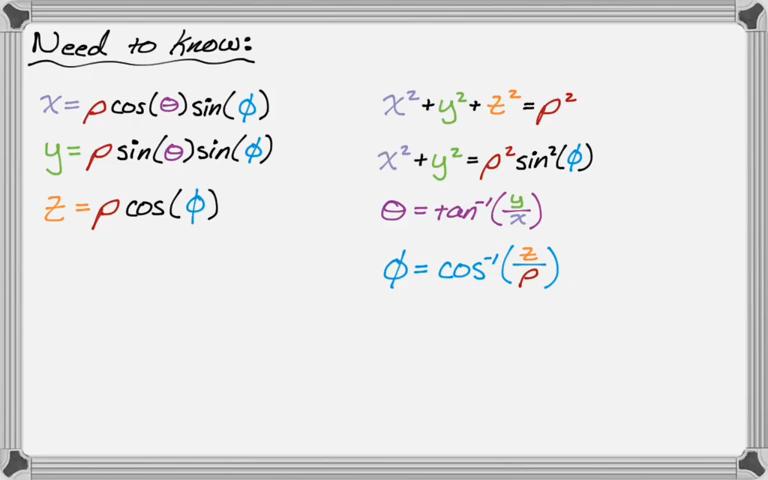 Need to know:
x = ρ cos(θ) sin(ϕ)
y = ρ sin(θ) sin(ϕ)
z = ρ cos(ϕ)
x² + y² + z² = ρ²
x² + y² = ρ² sin²(ϕ)
θ = tan⁻¹(y/x)
ϕ = cos⁻¹(z/ρ)